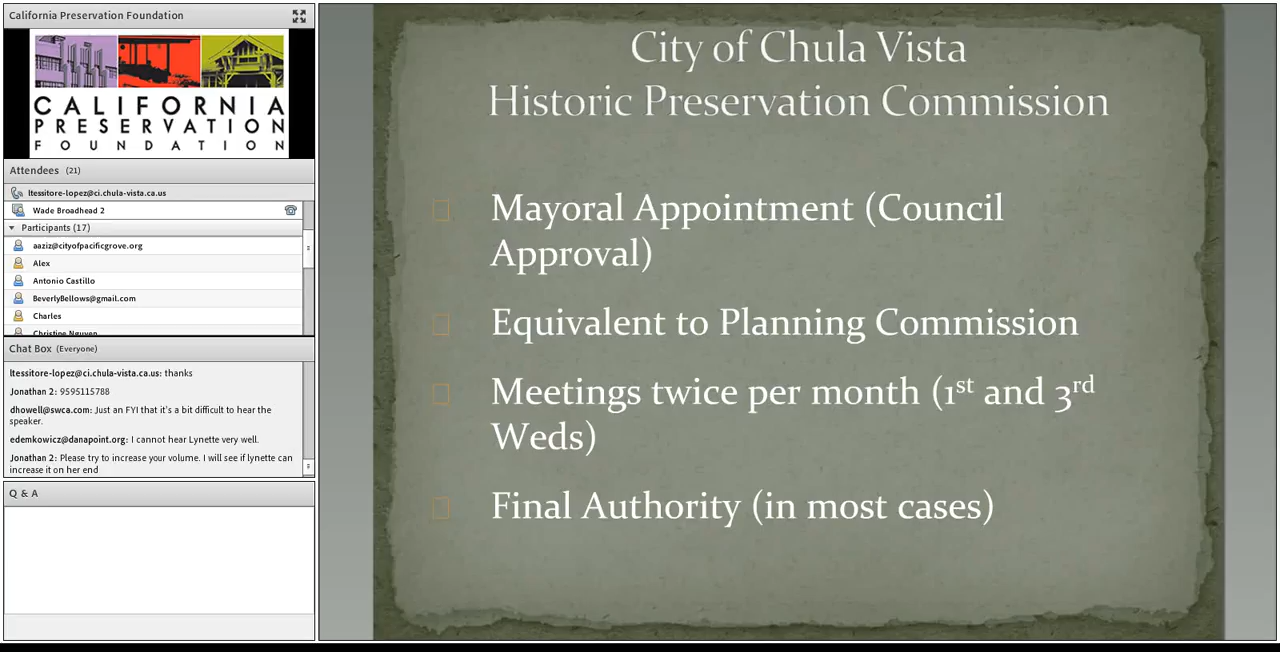 California Preservation Foundation
CALIFORNIA
PRESERVATION
FOUNDATION
Attendees (21)
ltessitore-lopez@ci.chula-vista.ca.us
Wade Broadhead 2
Participants (17)
aaziz@cityofpacificgrove.org
Alex
Antonio Castillo
BeverlyBellows@gmail.com
Charles
Christine Nguyen
Chat Box (Everyone)
ltessitore-lopez@ci.chula-vista.ca.us: thanks
Jonathan 2: 9595115788
dhowell@swca.com: Just an FYI that it's a bit difficult to hear the
speaker.
edemkowicz@danapoint.org: I cannot hear Lynette very well.
Jonathan 2: Please try to increase your volume. I will see if lynette can
increase it on her end
Q & A
City of Chula Vista
Historic Preservation Commission
Mayoral Appointment (Council
Approval)
Equivalent to Planning Commission
Meetings twice per month (1st and 3rd
Weds)
Final Authority (in most cases)